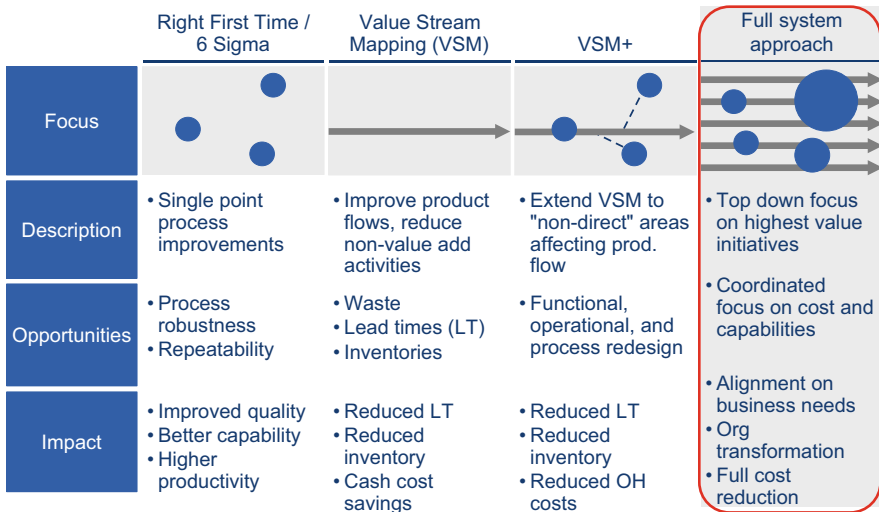 Right First Time /
6 Sigma
Value Stream
Mapping (VSM)
VSM+
Full system
approach
Focus
Description
• Single point
process
improvements
• Improve product
flows, reduce
non-value add
activities
• Extend VSM to
"non-direct" areas
affecting prod.
flow
• Top down focus
on highest value
initiatives
Opportunities
• Process
robustness
• Repeatability
• Waste
• Lead times (LT)
• Inventories
• Functional,
operational, and
process redesign
• Coordinated
focus on cost and
capabilities
Impact
• Improved quality
• Better capability
• Higher
productivity
• Reduced LT
• Reduced
inventory
• Cash cost
savings
• Reduced LT
• Reduced
inventory
• Reduced OH
costs
• Alignment on
business needs
• Org
transformation
• Full cost
reduction